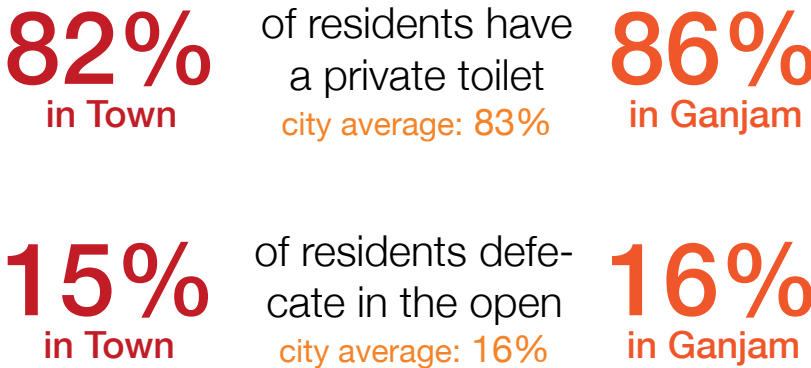 82%
in Town
of residents have
a private toilet
city average: 83%
86%
in Ganjam
15%
in Town
of residents defe-
cate in the open
city average: 16%
16%
in Ganjam